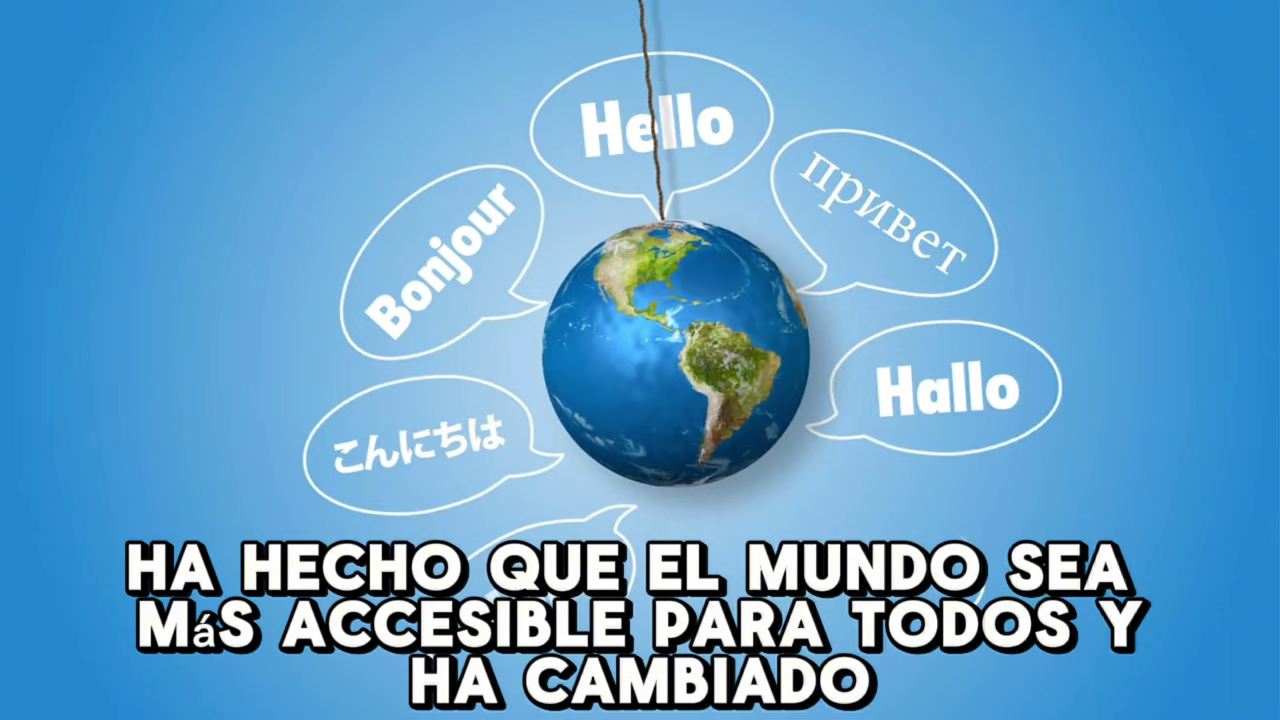 Hello
привет
Bonjour
Hallo
こんにちは
HA HECHO QUE EL MUNDO SEA
MáS ACCESIBLE PARA TODOS Y
HA CAMBIADO